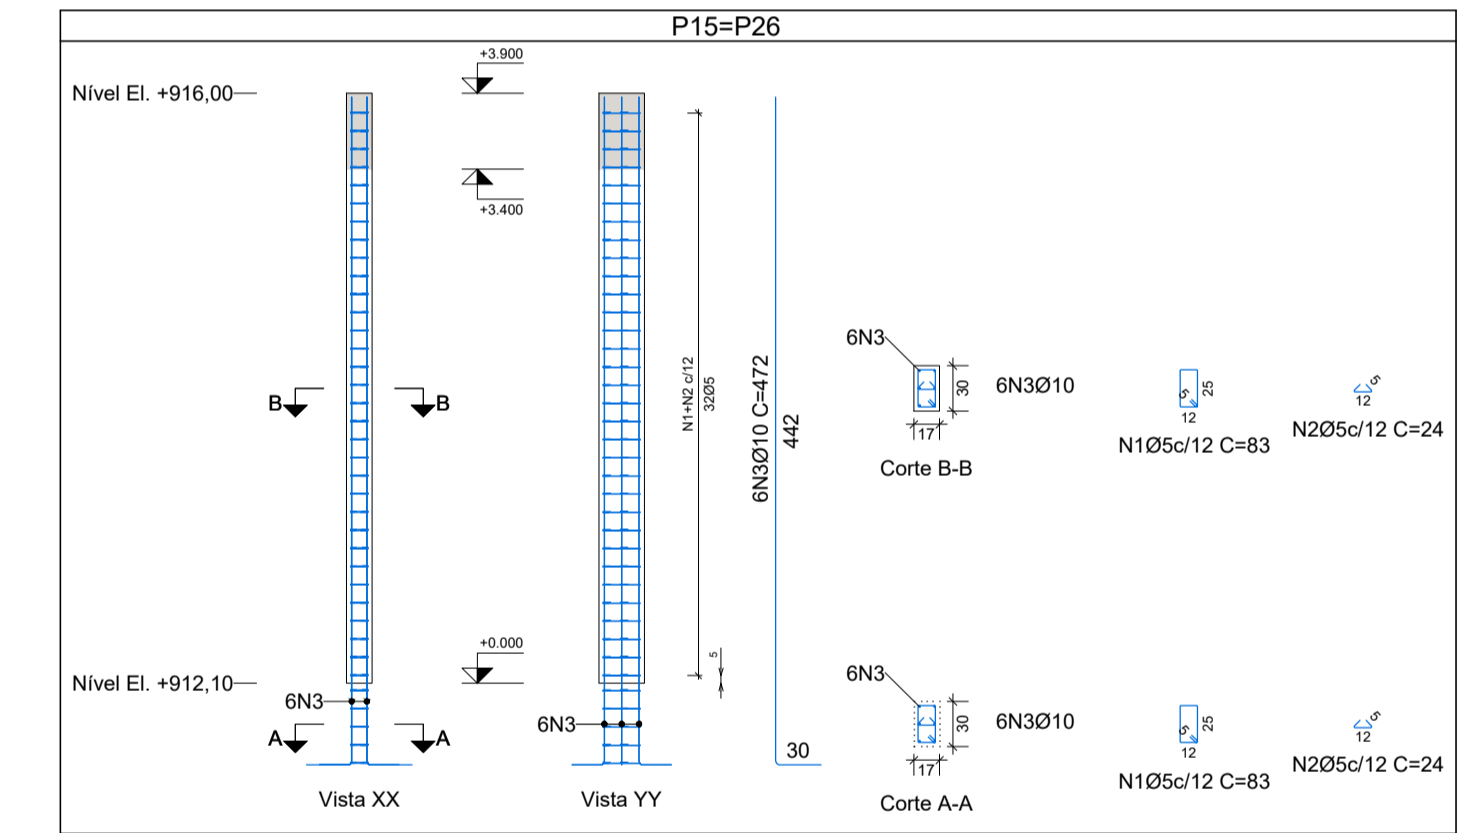 P15=P26
+3.900
Nível El. +916,00
+3.400
N1+N2 c/12
32Ø5
6N3Ø10 C=472
442
B
B
6N3
30
17
6N3Ø10
Corte B-B
5
25
12
N1Ø5c/12 C=83
5
12
N2Ø5c/12 C=24
+0.000
5
Nível El. +912,10
6N3
6N3
A
A
30
6N3
30
17
6N3Ø10
Corte A-A
5
25
12
N1Ø5c/12 C=83
5
12
N2Ø5c/12 C=24
Vista XX
Vista YY